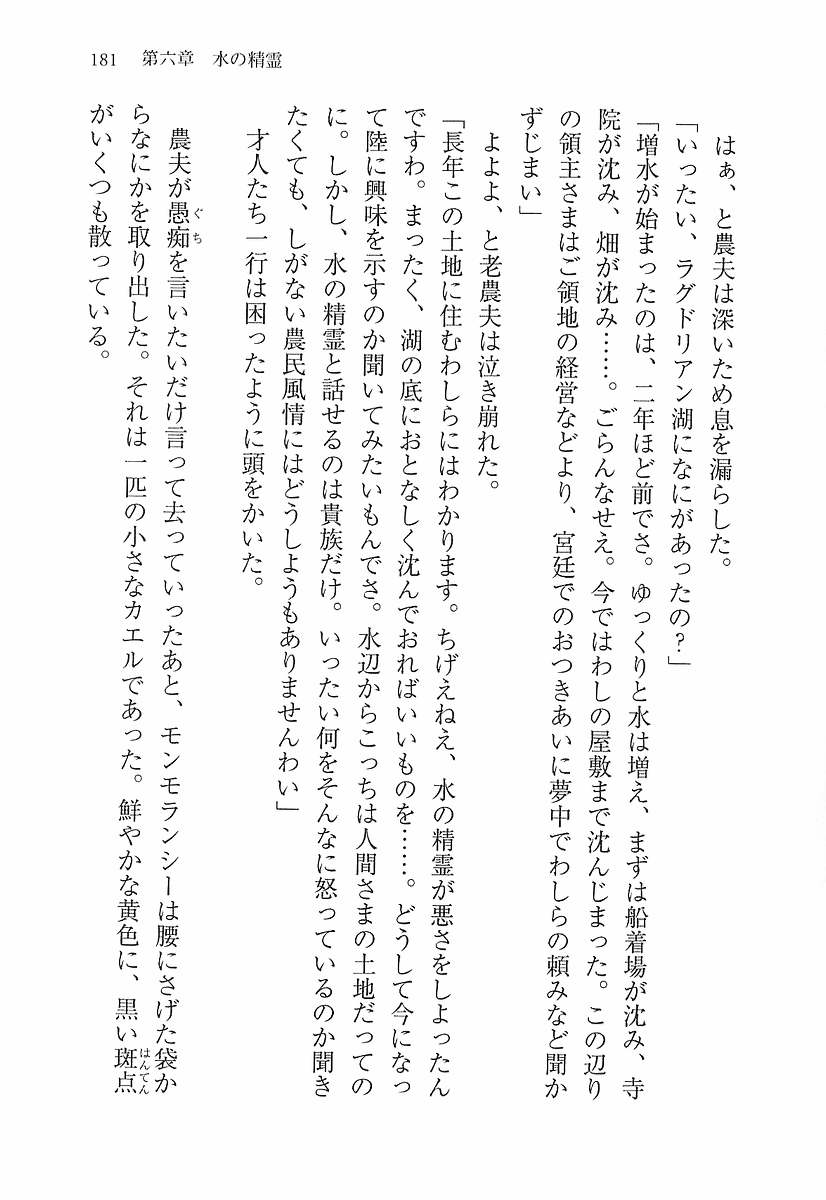 181　第六章　水の精霊
はぁ、と農夫は深いため息を漏らした。
「いったい、ラグドリアン湖になにがあったの？」
「増水が始まったのは、二年ほど前でさ。ゆっくりと水は増え、まずは船着場が沈み、寺
院が沈み、畑が沈み……。ごらんなせえ。今ではわしの屋敷まで沈んじまった。この辺り
の領主さまはご領地の経営などより、宮廷でのおつきあいに夢中でわしらの頼みなど聞か
ずじまい」
よよよ、と老農夫は泣き崩れた。
「長年この土地に住むわしらにはわかります。ちげえねえ、水の精霊が悪さをしよったん
ですわ。まったく、湖の底におとなしく沈んでおればいいものを……。どうして今になっ
て陸に興味を示すのか聞いてみたいもんでさ。水辺からこっちは人間さまの土地だっての
に。しかし、水の精霊と話せるのは貴族だけ。いったい何をそんなに怒っているのか聞き
たくても、しがない農民風情にはどうしようもありませんわい」
才人たち一行は困ったように頭をかいた。
農夫が愚痴を言いたいだけ言って去っていったあと、モンモランシーは腰にさげた袋か
ぐち
らなにかを取り出した。それは一匹の小さなカエルであった。鮮やかな黄色に、黒い斑点
はんてん
がいくつも散っている。